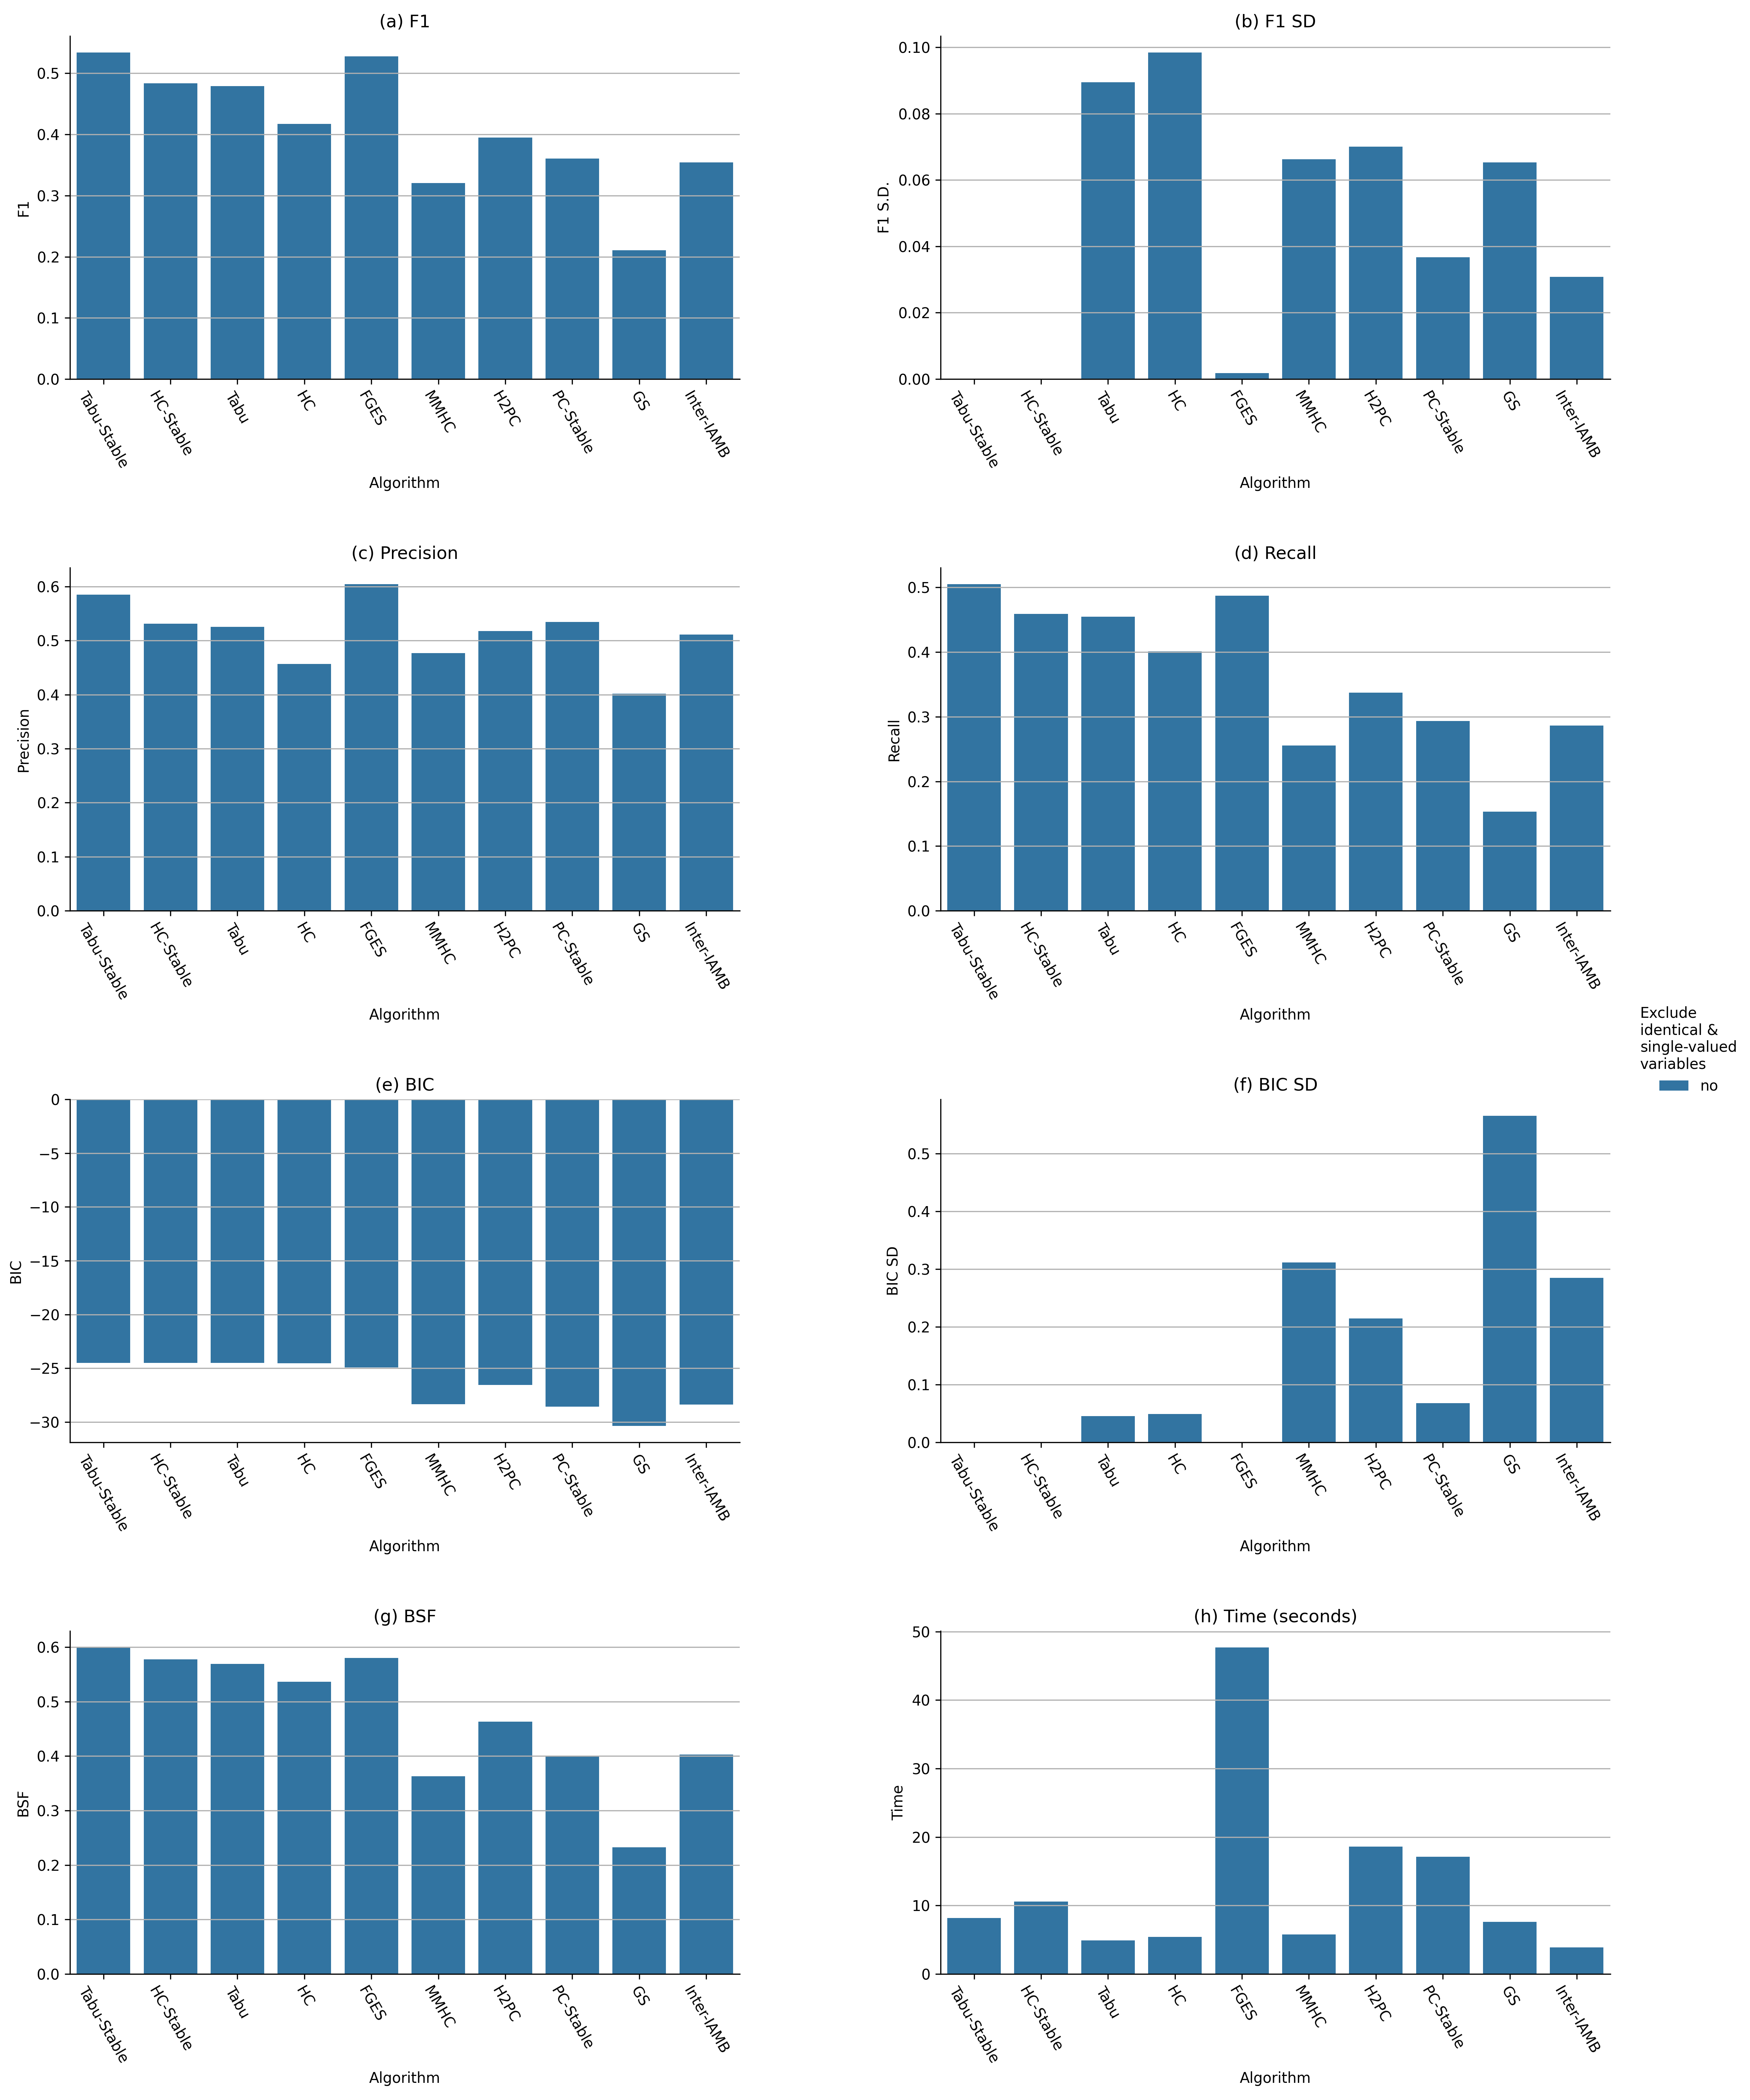 (a) F1
F1
0.5
0.4
0.3
0.2
0.1
0.0
Tabu-Stable
HC-Stable
Tabu
HC
FGES
MMHC
H2PC
PC-Stable
GS
Inter-IAMB
Algorithm
(b) F1 SD
F1 S.D.
0.10
0.08
0.06
0.04
0.02
0.00
Tabu-Stable
HC-Stable
Tabu
HC
FGES
MMHC
H2PC
PC-Stable
GS
Inter-IAMB
Algorithm
(c) Precision
Precision
0.6
0.5
0.4
0.3
0.2
0.1
0.0
Tabu-Stable
HC-Stable
Tabu
HC
FGES
MMHC
H2PC
PC-Stable
GS
Inter-IAMB
Algorithm
(d) Recall
Recall
0.5
0.4
0.3
0.2
0.1
0.0
Tabu-Stable
HC-Stable
Tabu
HC
FGES
MMHC
H2PC
PC-Stable
GS
Inter-IAMB
Algorithm
Exclude
identical &
single-valued
variables
no
(e) BIC
BIC
0
−5
−10
−15
−20
−25
−30
Tabu-Stable
HC-Stable
Tabu
HC
FGES
MMHC
H2PC
PC-Stable
GS
Inter-IAMB
Algorithm
(f) BIC SD
BIC SD
0.5
0.4
0.3
0.2
0.1
0.0
Tabu-Stable
HC-Stable
Tabu
HC
FGES
MMHC
H2PC
PC-Stable
GS
Inter-IAMB
Algorithm
(g) BSF
BSF
0.6
0.5
0.4
0.3
0.2
0.1
0.0
Tabu-Stable
HC-Stable
Tabu
HC
FGES
MMHC
H2PC
PC-Stable
GS
Inter-IAMB
Algorithm
(h) Time (seconds)
Time
50
40
30
20
10
0
Tabu-Stable
HC-Stable
Tabu
HC
FGES
MMHC
H2PC
PC-Stable
GS
Inter-IAMB
Algorithm